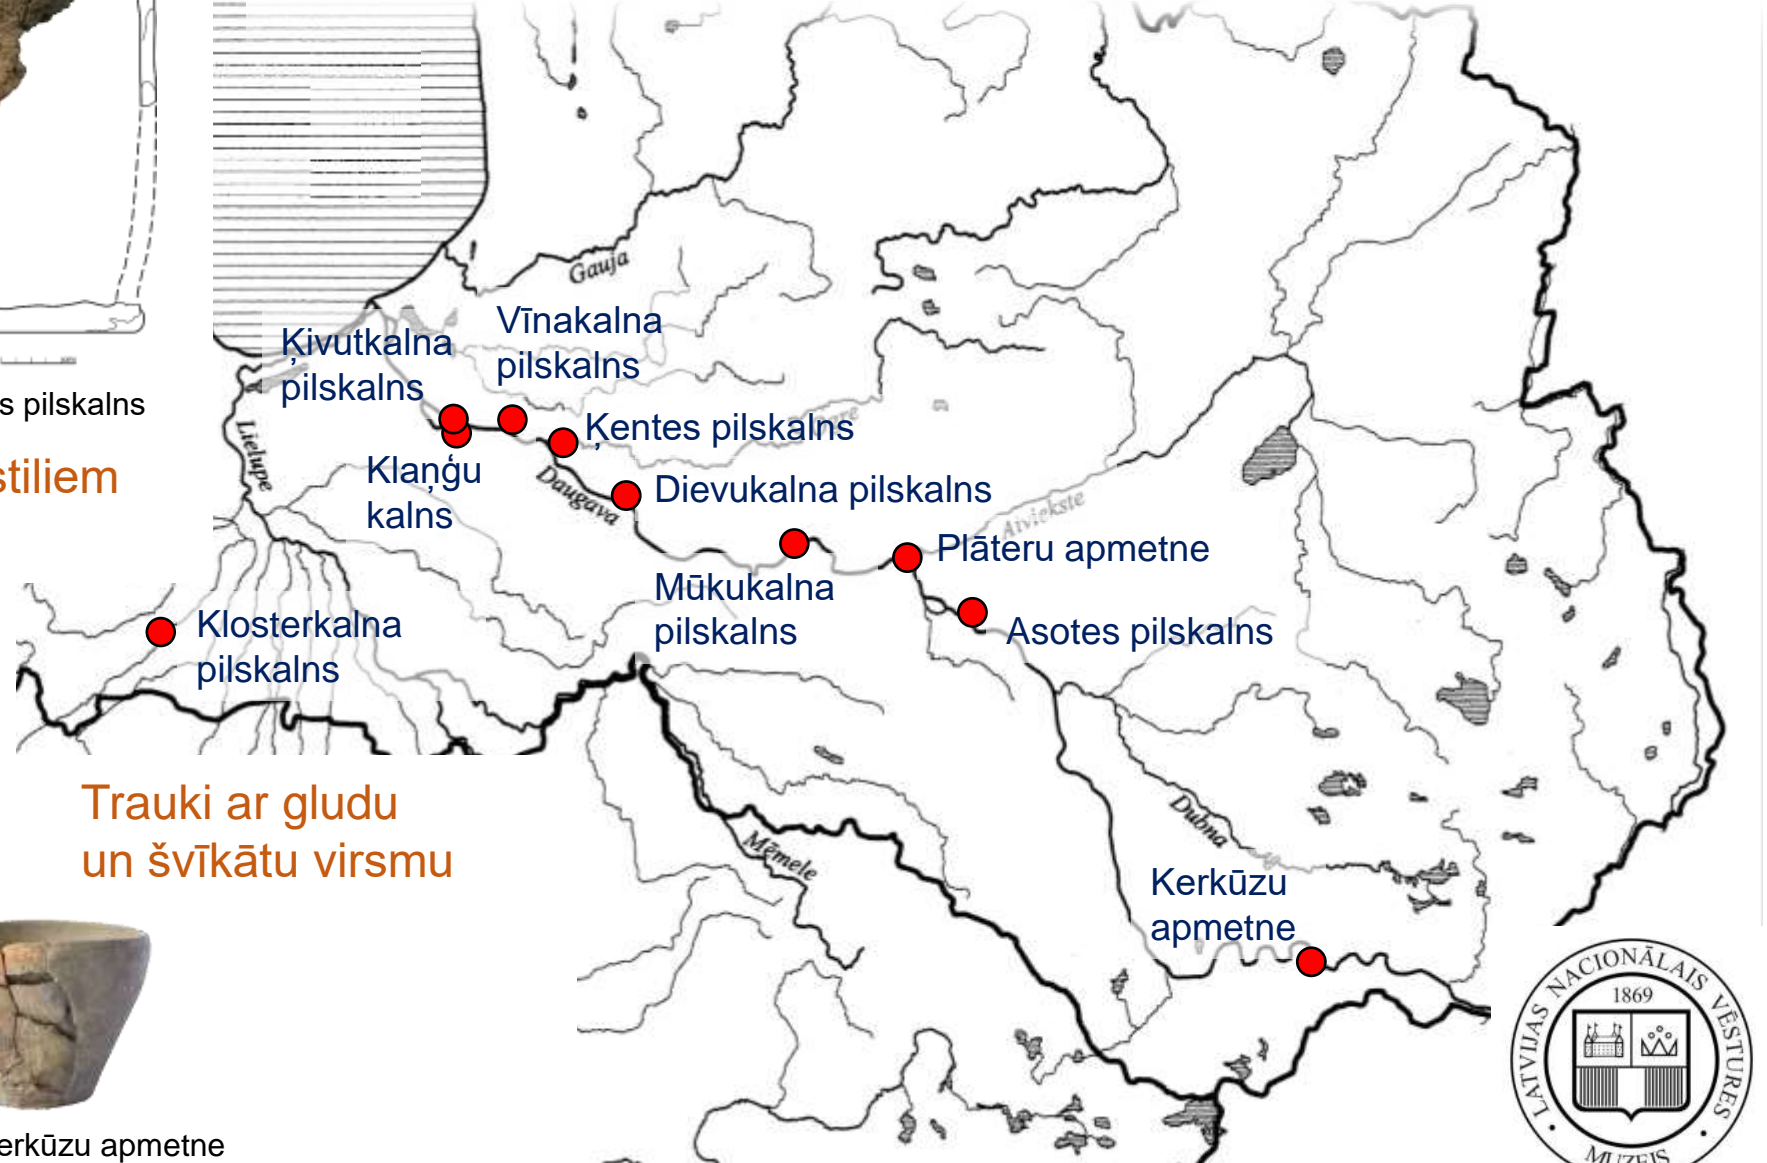 s pilskalns
stiliem
Gauja
Vīnakalna
pilskalns
Ķivutkalna
pilskalns
Ķentes pilskalns
Lielupe
Klaņģu
kalns
Daugava
Dievukalna pilskalns
Aiviekste
Plāteru apmetne
Mūkukalna
pilskalns
Klosterkalna
pilskalns
Asotes pilskalns
Trauki ar gludu
un švīkātu virsmu
Mēmele
Dubna
Kerkūzu
apmetne
erkūzu apmetne
LATVIJAS NACIONĀLAIS VĒSTURES
MUZEJS
1869